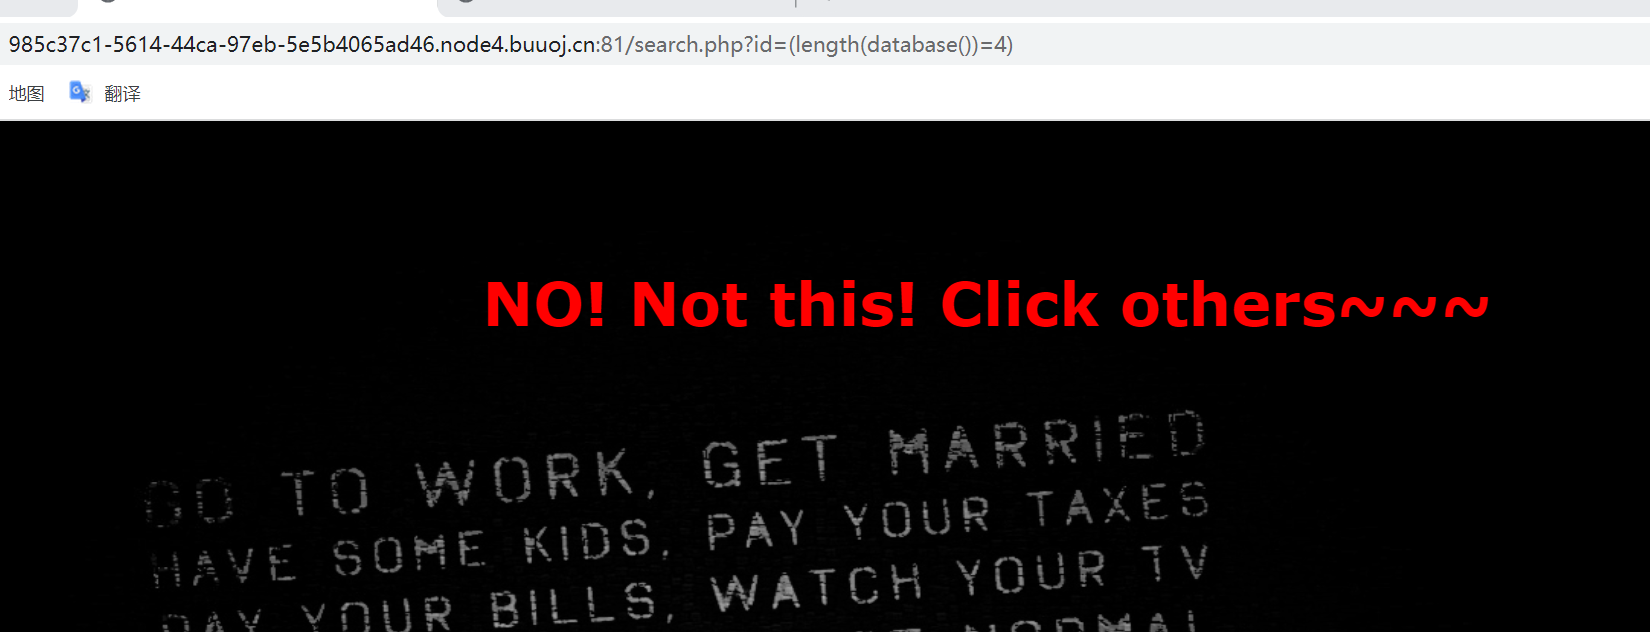 985c37c1-5614-44ca-97eb-5e5b4065ad46.node4.buuoj.cn:81/search.php?id=(length(database())=4)
地图 翻译
NO! Not this! Click others~~~
GO TO WORK, GET MARRIED
HAVE SOME KIDS, PAY YOUR TAXES
PAY YOUR BILLS, WATCH YOUR TV
NORMAL